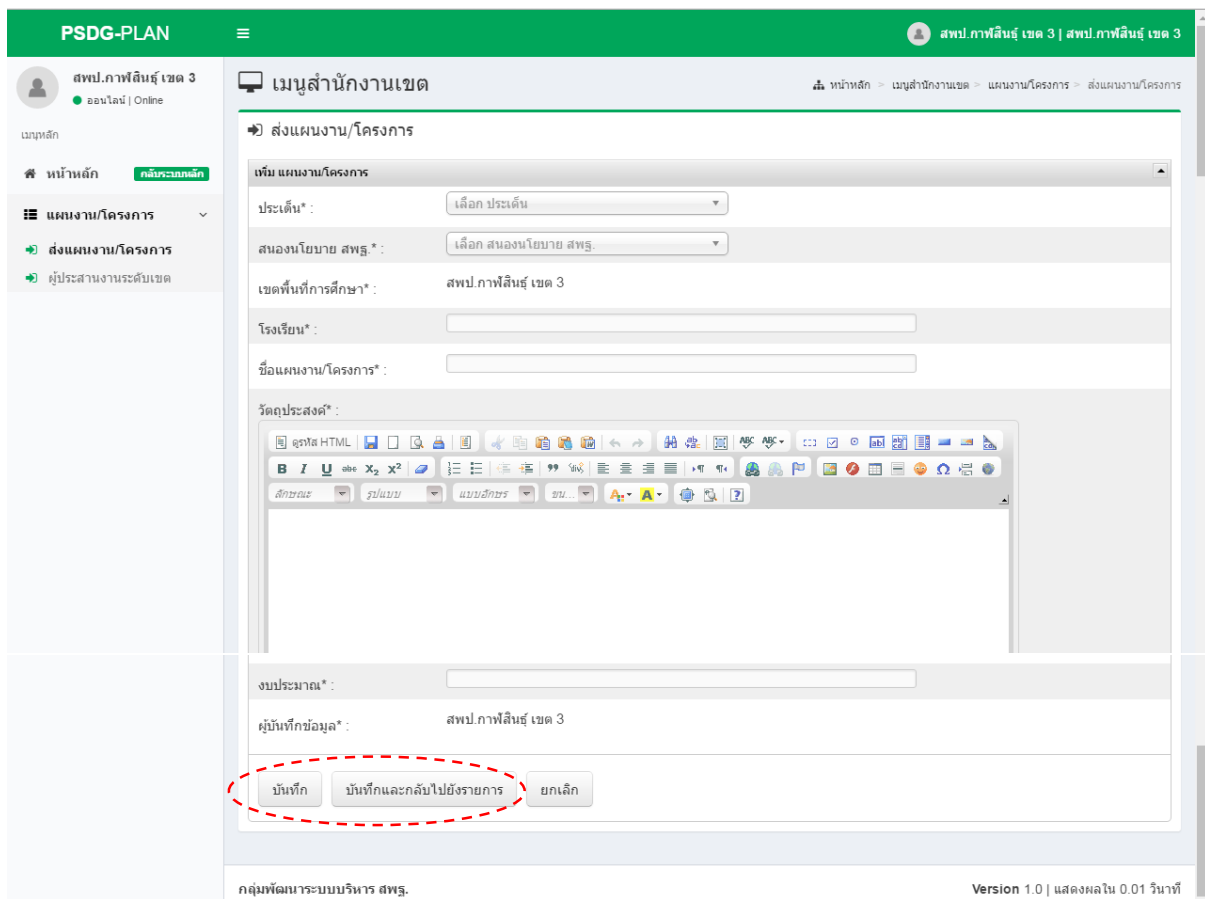 PSDG-PLAN
สพป.กาฬสินธุ์ เขต 3 | สพป.กาฬสินธุ์ เขต 3
สพป.กาฬสินธุ์ เขต 3
ออนไลน์ | Online
เมนูหลัก
หน้าหลัก กลับระบบหลัก
แผนงาน/โครงการ
ส่งแผนงาน/โครงการ
ผู้ประสานงานระดับเขต
เมนูสำนักงานเขต
หน้าหลัก > เมนูสำนักงานเขต > แผนงาน/โครงการ > ส่งแผนงาน/โครงการ
ส่งแผนงาน/โครงการ
เพิ่ม แผนงาน/โครงการ
ประเด็น* : เลือก ประเด็น
สนองนโยบาย สพฐ.* : เลือก สนองนโยบาย สพฐ.
เขตพื้นที่การศึกษา* : สพป.กาฬสินธุ์ เขต 3
โรงเรียน* :
ชื่อแผนงาน/โครงการ* :
วัตถุประสงค์* :
ดูรหัส HTML
B I U abc X₂ X²
ลักษณะ รูปแบบ แบบอักษร ขน...
งบประมาณ* :
ผู้บันทึกข้อมูล* : สพป.กาฬสินธุ์ เขต 3
บันทึก บันทึกและกลับไปยังรายการ ยกเลิก
กลุ่มพัฒนาระบบบริหาร สพฐ.
Version 1.0 | แสดงผลใน 0.01 วินาที